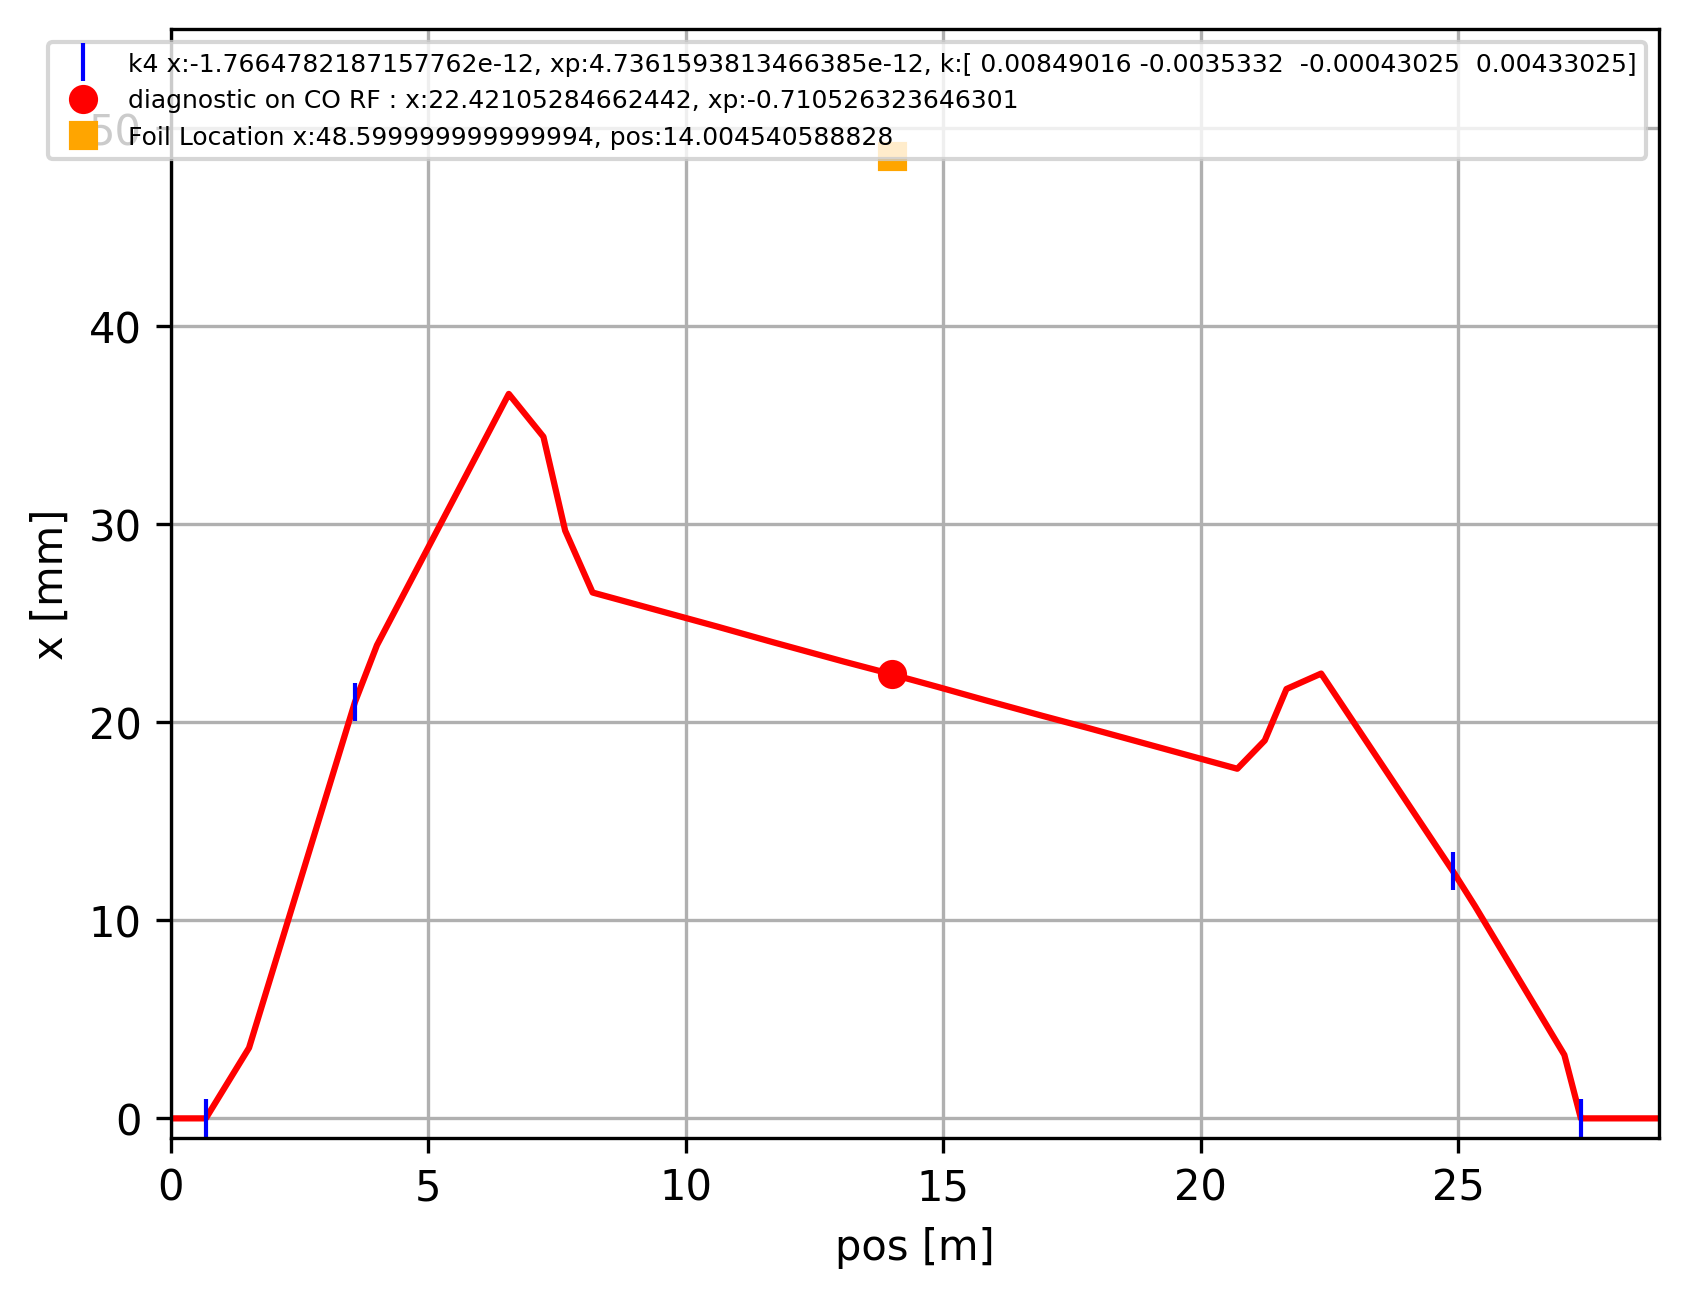 k4 x:-1.7664782187157762e-12, xp:4.7361593813466385e-12, k:[ 0.00849016 -0.0035332  -0.00043025  0.00433025]
diagnostic on CO RF : x:22.42105284662442, xp:-0.710526323646301
Foil Location x:48.599999999999994, pos:14.004540588828
50
40
30
20
10
0
x [mm]
0 5 10 15 20 25
pos [m]